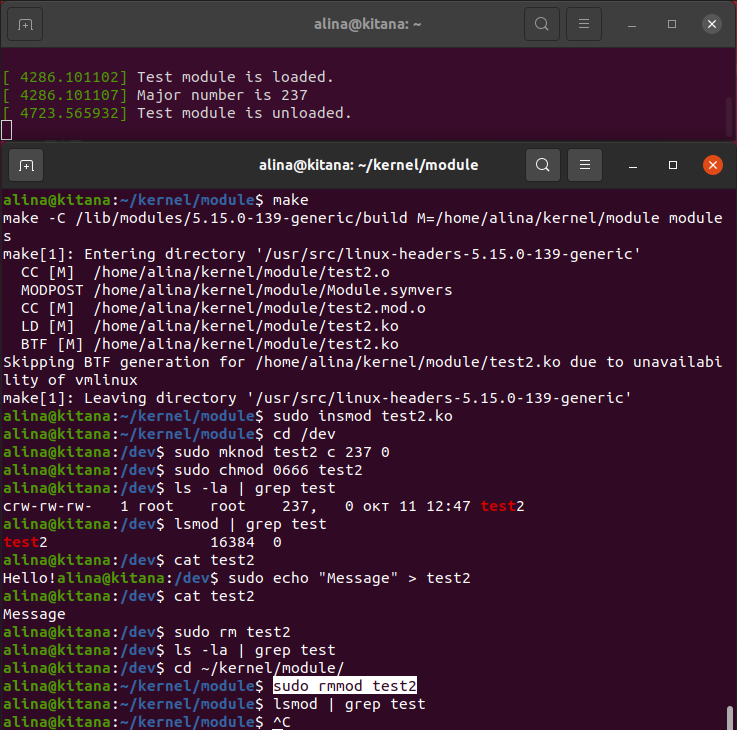 alina@kitana: ~
[ 4286.101102] Test module is loaded.
[ 4286.101107] Major number is 237
[ 4723.565932] Test module is unloaded.
alina@kitana: ~/kernel/module
alina@kitana:~/kernel/module$ make
make -C /lib/modules/5.15.0-139-generic/build M=/home/alina/kernel/module module
s
make[1]: Entering directory '/usr/src/linux-headers-5.15.0-139-generic'
  CC [M]  /home/alina/kernel/module/test2.o
  MODPOST /home/alina/kernel/module/Module.symvers
  CC [M]  /home/alina/kernel/module/test2.mod.o
  LD [M]  /home/alina/kernel/module/test2.ko
  BTF [M] /home/alina/kernel/module/test2.ko
Skipping BTF generation for /home/alina/kernel/module/test2.ko due to unavailabi
lity of vmlinux
make[1]: Leaving directory '/usr/src/linux-headers-5.15.0-139-generic'
alina@kitana:~/kernel/module$ sudo insmod test2.ko
alina@kitana:~/kernel/module$ cd /dev
alina@kitana:/dev$ sudo mknod test2 c 237 0
alina@kitana:/dev$ sudo chmod 0666 test2
alina@kitana:/dev$ ls -la | grep test
crw-rw-rw-   1 root    root    237,   0 окт 11 12:47 test2
alina@kitana:/dev$ lsmod | grep test
test2                  16384  0
alina@kitana:/dev$ cat test2
Hello!alina@kitana:/dev$ sudo echo "Message" > test2
alina@kitana:/dev$ cat test2
Message
alina@kitana:/dev$ sudo rm test2
alina@kitana:/dev$ ls -la | grep test
alina@kitana:/dev$ cd ~/kernel/module/
alina@kitana:~/kernel/module$ sudo rmmod test2
alina@kitana:~/kernel/module$ lsmod | grep test
alina@kitana:~/kernel/module$ ^C